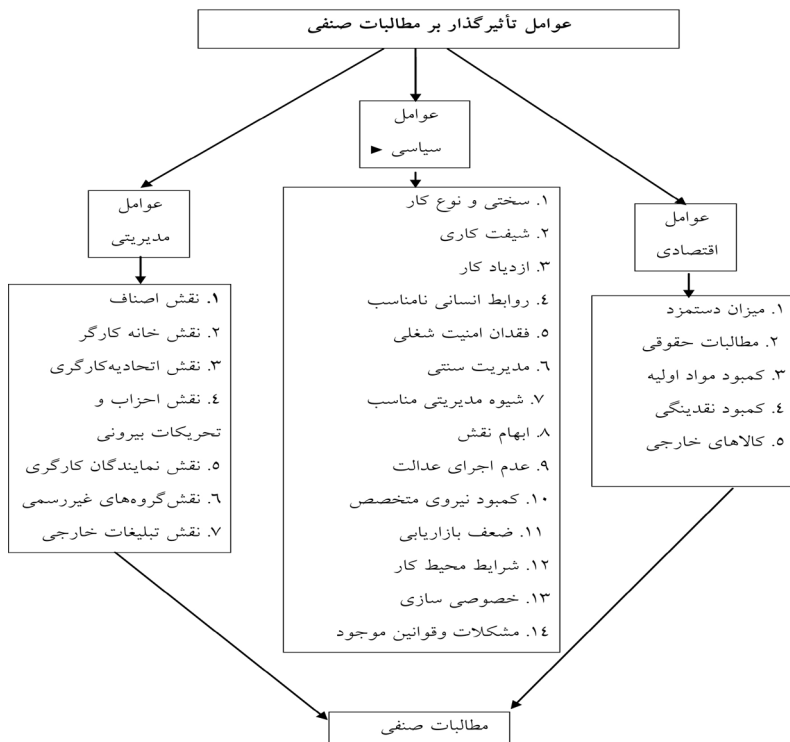 عوامل تأثیرگذار بر مطالبات صنفی
عوامل
سیاسی ◄
عوامل
اقتصادی
عوامل
مدیریتی
۱. میزان دستمزد
۲. مطالبات حقوقی
۳. کمبود مواد اولیه
۴. کمبود نقدینگی
۵. کالاهای خارجی
۱. سختی و نوع کار
۲. شیفت کاری
۳. ازدیاد کار
۴. روابط انسانی نامناسب
۵. فقدان امنیت شغلی
۶. مدیریت سنتی
۷. شیوه مدیریتی مناسب
۸. ابهام نقش
۹. عدم اجرای عدالت
۱۰. کمبود نیروی متخصص
۱۱. ضعف بازاریابی
۱۲. شرایط محیط کار
۱۳. خصوصی سازی
۱۴. مشکلات وقوانین موجود
۱. نقش اصناف
۲. نقش خانه کارگر
۳. نقش اتحادیه‌کارگری
۴. نقش احزاب و
تحریکات بیرونی
۵. نقش نمایندگان کارگری
۶. نقش‌گروه‌های غیررسمی
۷. نقش تبلیغات خارجی
مطالبات صنفی